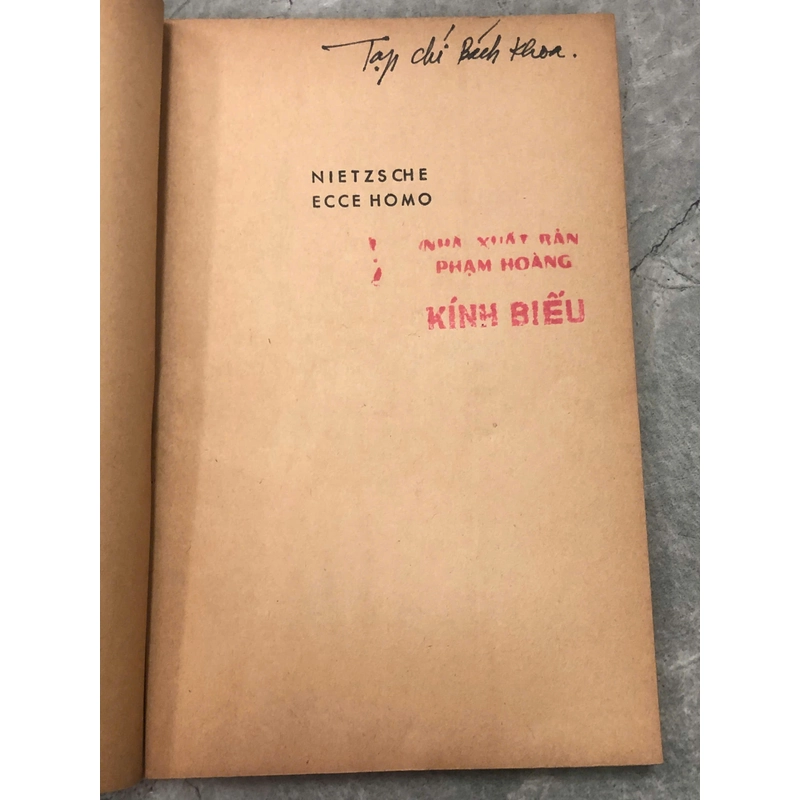 Tạp chí Bách Khoa.
NIETZSCHE
ECCE HOMO
NHÀ XUẤT BẢN
PHẠM HOÀNG
KÍNH BIẾU